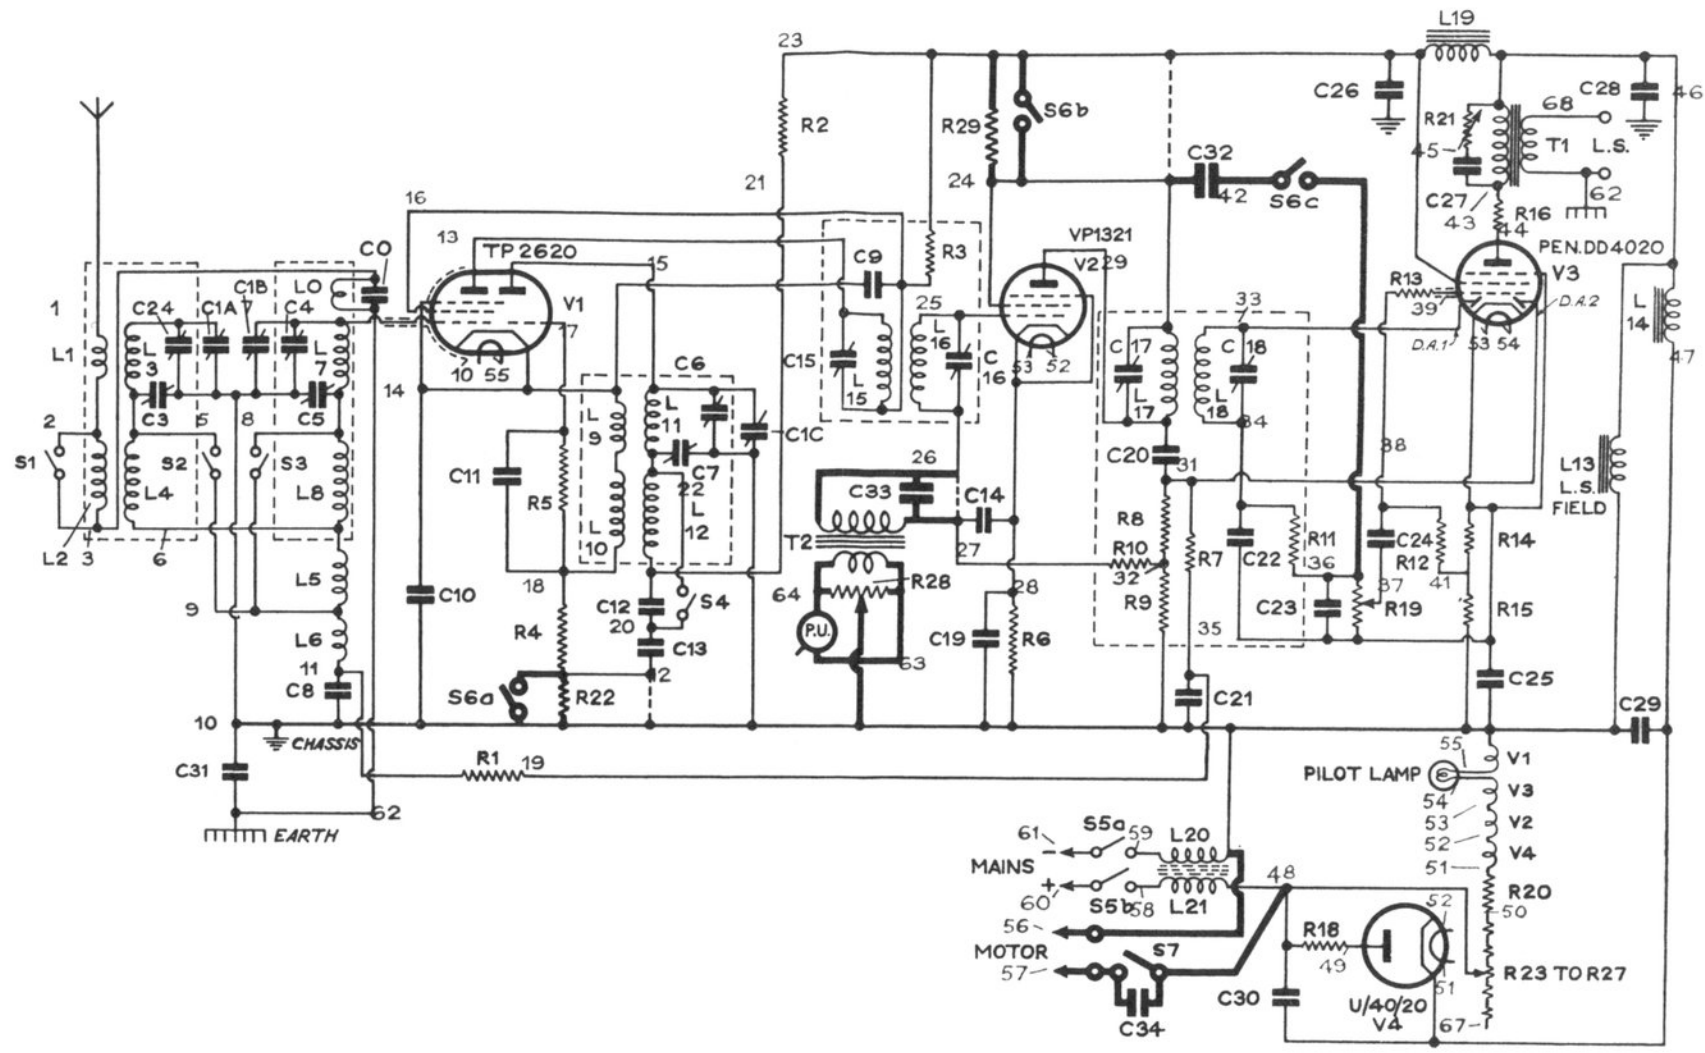 L19
23
C26
C28
46
R2
R29
S6b
68
R21
45
T1
L.S.
C32
21
24
42
S6c
C27
43
R16
44
62
16
13
TP2620
15
C9
R3
VP1321
V2
29
PEN.DD4020
V3
CO
LO
V1
R13
39
D.A.2
L
14
1
C24
C1A
C1B
C4
25
33
D.A.1
53
54
L1
L
3
L
7
17
10
55
C15
L
16
C
16
53
52
C
17
C
18
47
C6
14
L
15
L
17
L
18
2
C3
5
8
C5
L
9
L
11
C1C
34
38
S1
S2
S3
C11
C7
26
C20
31
L13
L.S.
FIELD
L4
L8
R5
22
L
12
C33
C14
L2
3
6
L
10
T2
27
R8
R10
32
R7
C22
R11
36
C24
R12
41
R14
L5
18
64
R28
28
37
9
C10
C12
20
S4
R9
C23
R19
R15
L6
R4
P.U.
C19
R6
35
11
C8
C13
12
63
C25
S6a
R22
C21
C29
10
CHASSIS
R1
19
55
V1
C31
PILOT LAMP
54
V3
62
53
V2
EARTH
61
S5a
59
L20
52
V4
MAINS
−
51
+
60
S5b
58
L21
48
R20
50
56
52
MOTOR
S7
R18
49
57
R23 TO R27
51
C30
C34
U/40/20
V4
67